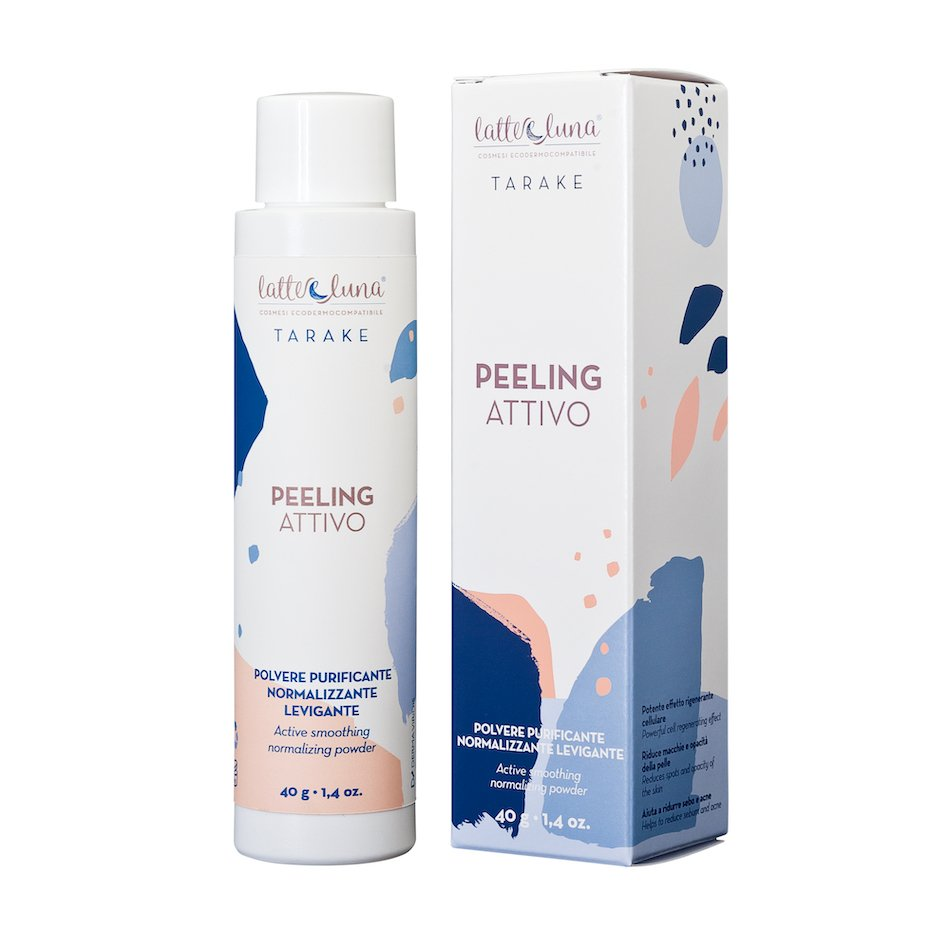 latte luna®
COSMESI ECODERMOCOMPATIBILE
TARAKE
PEELING
ATTIVO
POLVERE PURIFICANTE
NORMALIZZANTE
LEVIGANTE
Active smoothing
normalizing powder
40 g • 1,4 oz.
latte luna®
COSMESI ECODERMOCOMPATIBILE
TARAKE
PEELING
ATTIVO
POLVERE PURIFICANTE
NORMALIZZANTE LEVIGANTE
Active smoothing
normalizing powder
40 g • 1,4 oz.
Potente effetto rigenerante
cellulare
Powerful cell regenerating effect
Riduce macchie e opacità
della pelle
Reduces spots and opacity of
the skin
Aiuta a ridurre sebo e acne
Helps to reduce sebum and acne